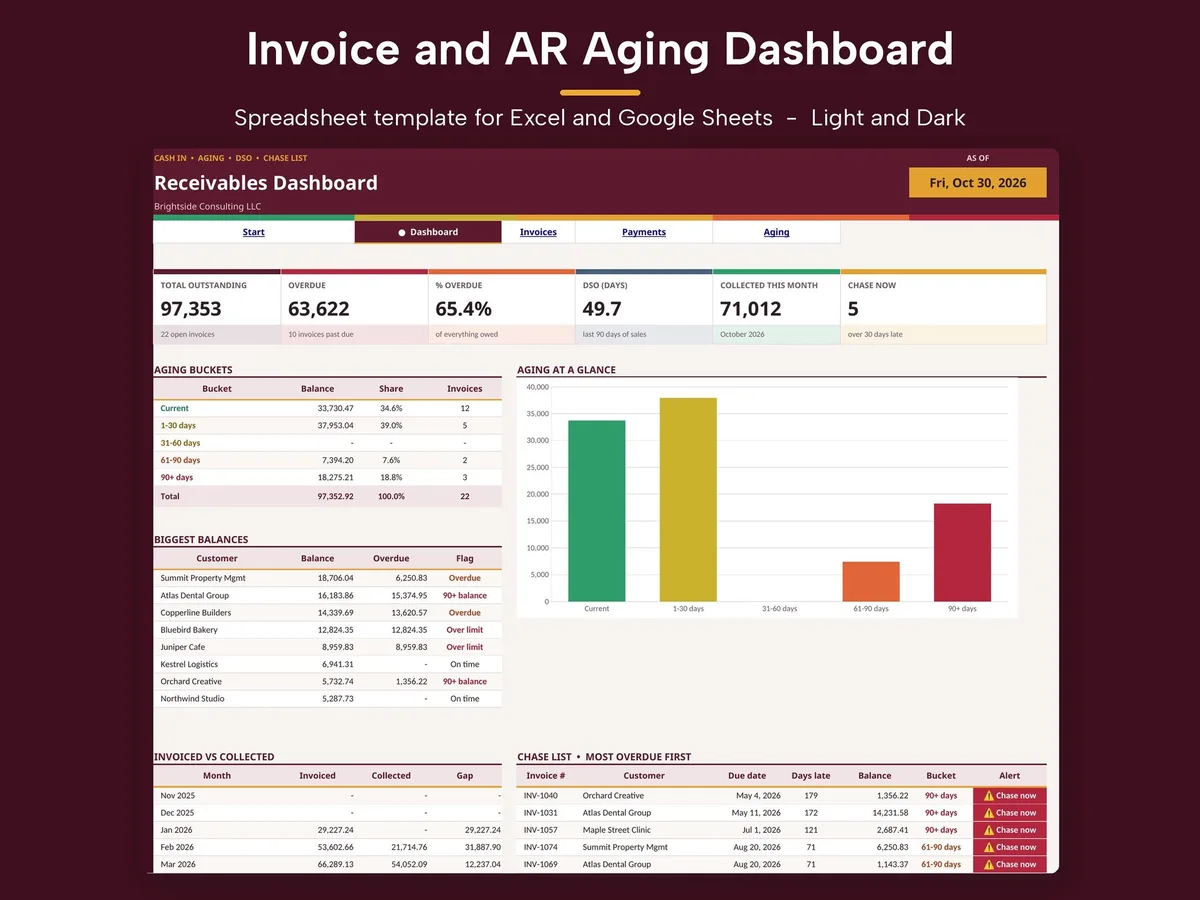 Invoice and AR Aging Dashboard
Spreadsheet template for Excel and Google Sheets - Light and Dark
CASH IN • AGING • DSO • CHASE LIST
AS OF
Receivables Dashboard
Fri, Oct 30, 2026
Brightside Consulting LLC
Start Dashboard Invoices Payments Aging
TOTAL OUTSTANDING OVERDUE % OVERDUE DSO (DAYS) COLLECTED THIS MONTH CHASE NOW
97,353 63,622 65.4% 49.7 71,012 5
22 open invoices 10 invoices past due of everything owed last 90 days of sales October 2026 over 30 days late
AGING BUCKETS
Bucket Balance Share Invoices
Current 33,730.47 34.6% 12
1-30 days 37,953.04 39.0% 5
31-60 days - - -
61-90 days 7,394.20 7.6% 2
90+ days 18,275.21 18.8% 3
Total 97,352.92 100.0% 22
AGING AT A GLANCE
40,000
35,000
30,000
25,000
20,000
15,000
10,000
5,000
0
Current 1-30 days 31-60 days 61-90 days 90+ days
BIGGEST BALANCES
Customer Balance Overdue Flag
Summit Property Mgmt 18,706.04 6,250.83 Overdue
Atlas Dental Group 16,183.86 15,374.95 90+ balance
Copperline Builders 14,339.69 13,620.57 Overdue
Bluebird Bakery 12,824.35 12,824.35 Over limit
Juniper Cafe 8,959.83 8,959.83 Over limit
Kestrel Logistics 6,941.31 - On time
Orchard Creative 5,732.74 1,356.22 90+ balance
Northwind Studio 5,287.73 - On time
INVOICED VS COLLECTED
Month Invoiced Collected Gap
Nov 2025 - - -
Dec 2025 - - -
Jan 2026 29,227.24 - 29,227.24
Feb 2026 53,602.66 21,714.76 31,887.90
Mar 2026 66,289.13 54,052.09 12,237.04
CHASE LIST • MOST OVERDUE FIRST
Invoice # Customer Due date Days late Balance Bucket Alert
INV-1040 Orchard Creative May 4, 2026 179 1,356.22 90+ days ⚠ Chase now
INV-1031 Atlas Dental Group May 11, 2026 172 14,231.58 90+ days ⚠ Chase now
INV-1057 Maple Street Clinic Jul 1, 2026 121 2,687.41 90+ days ⚠ Chase now
INV-1074 Summit Property Mgmt Aug 20, 2026 71 6,250.83 61-90 days ⚠ Chase now
INV-1069 Atlas Dental Group Aug 20, 2026 71 1,143.37 61-90 days ⚠ Chase now